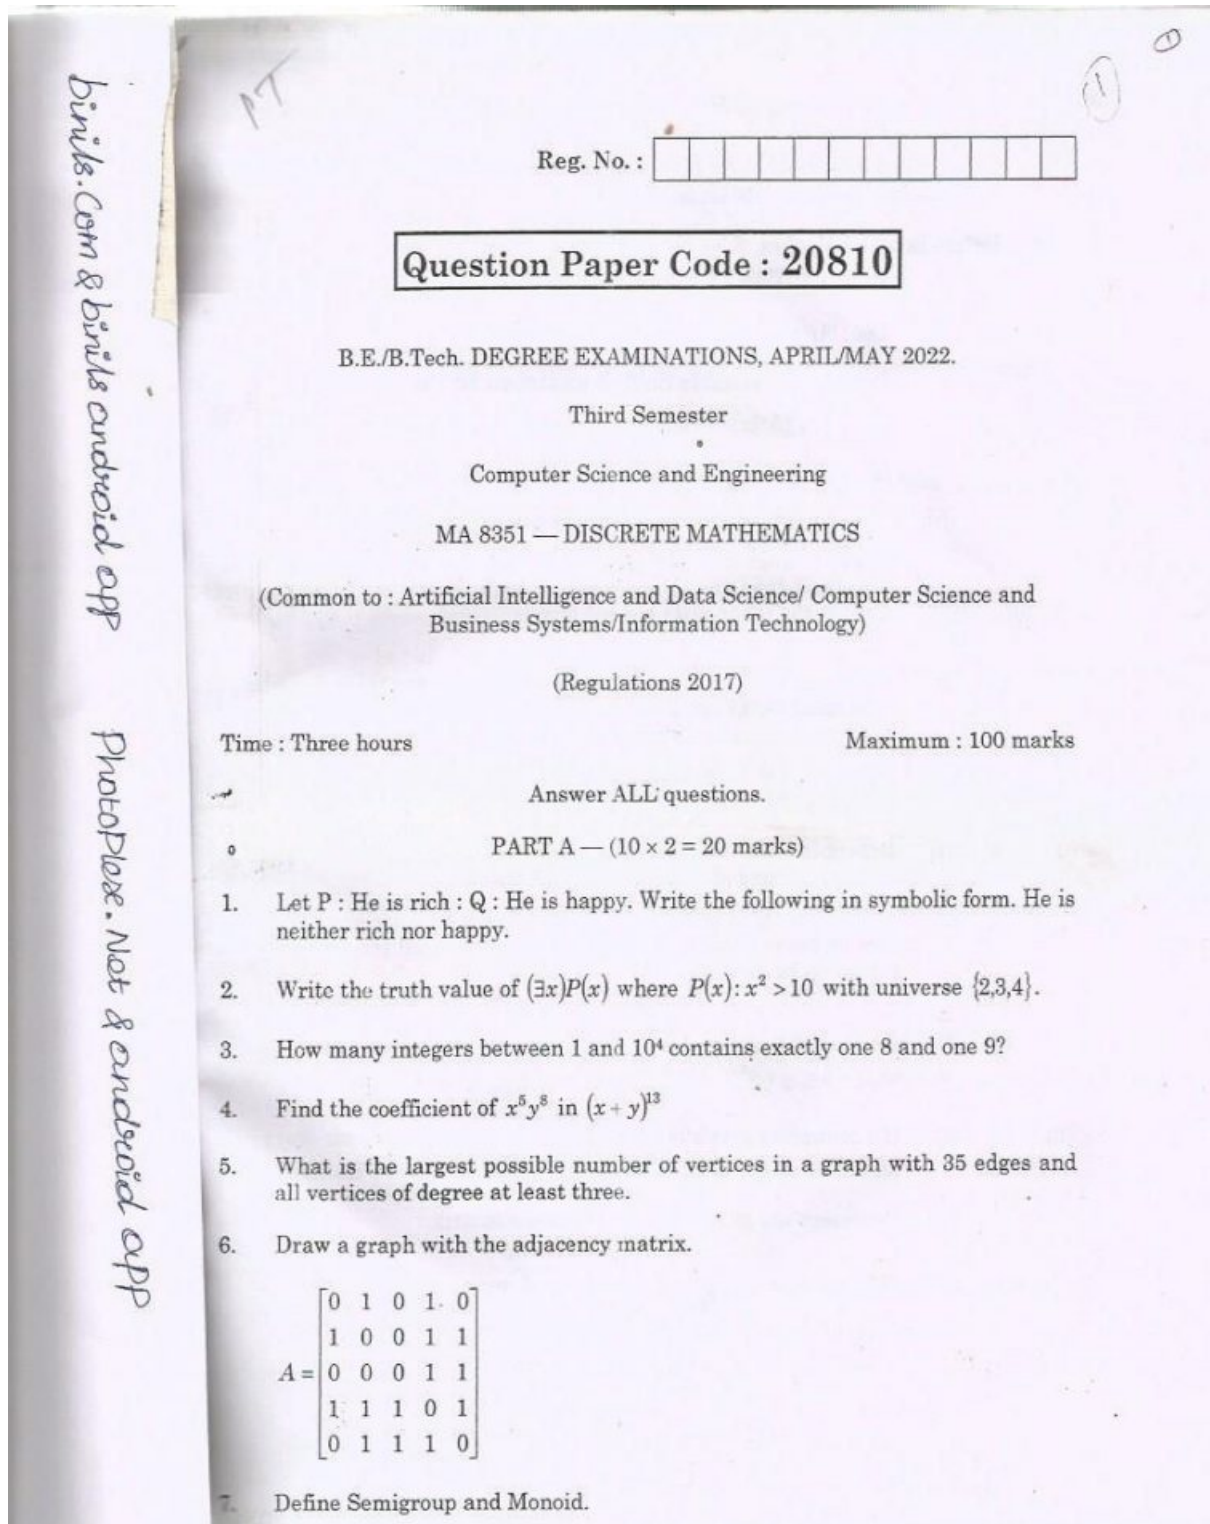 ①
①
PT
Reg. No. :
Question Paper Code : 20810
B.E./B.Tech. DEGREE EXAMINATIONS, APRIL/MAY 2022.
Third Semester
Computer Science and Engineering
MA 8351 — DISCRETE MATHEMATICS
(Common to : Artificial Intelligence and Data Science/ Computer Science and
Business Systems/Information Technology)
(Regulations 2017)
Time : Three hours Maximum : 100 marks
Answer ALL questions.
PART A — (10 × 2 = 20 marks)
1. Let P : He is rich : Q : He is happy. Write the following in symbolic form. He is
neither rich nor happy.
2. Write the truth value of (∃x)P(x) where P(x): x² > 10 with universe {2,3,4}.
3. How many integers between 1 and 10⁴ contains exactly one 8 and one 9?
4. Find the coefficient of x⁵y⁸ in (x + y)¹³
5. What is the largest possible number of vertices in a graph with 35 edges and
all vertices of degree at least three.
6. Draw a graph with the adjacency matrix.
0 1 0 1 0
1 0 0 1 1
A = 0 0 0 1 1
1 1 1 0 1
0 1 1 1 0
7. Define Semigroup and Monoid.
binils.Com & binils android app
PhotoPlex.Net & android app